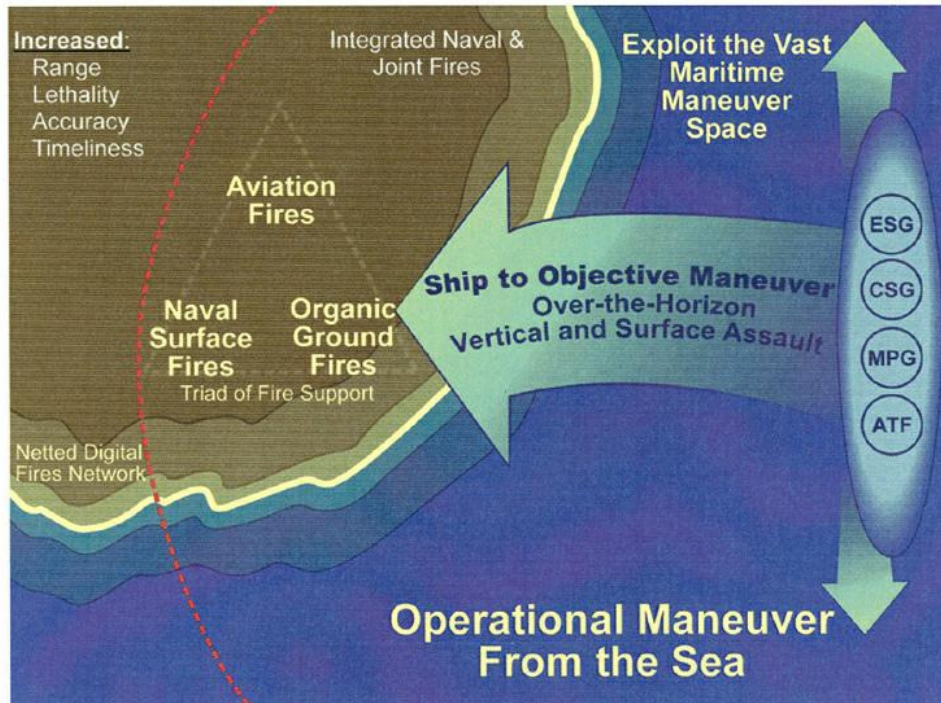 Increased:
Range
Lethality
Accuracy
Timeliness
Integrated Naval &
Joint Fires
Exploit the Vast
Maritime
Maneuver
Space
Aviation
Fires
Naval
Surface
Fires
Organic
Ground
Fires
Triad of Fire Support
Netted Digital
Fires Network
Ship to Objective Maneuver
Over-the-Horizon
Vertical and Surface Assault
ESG
CSG
MPG
ATF
Operational Maneuver
From the Sea